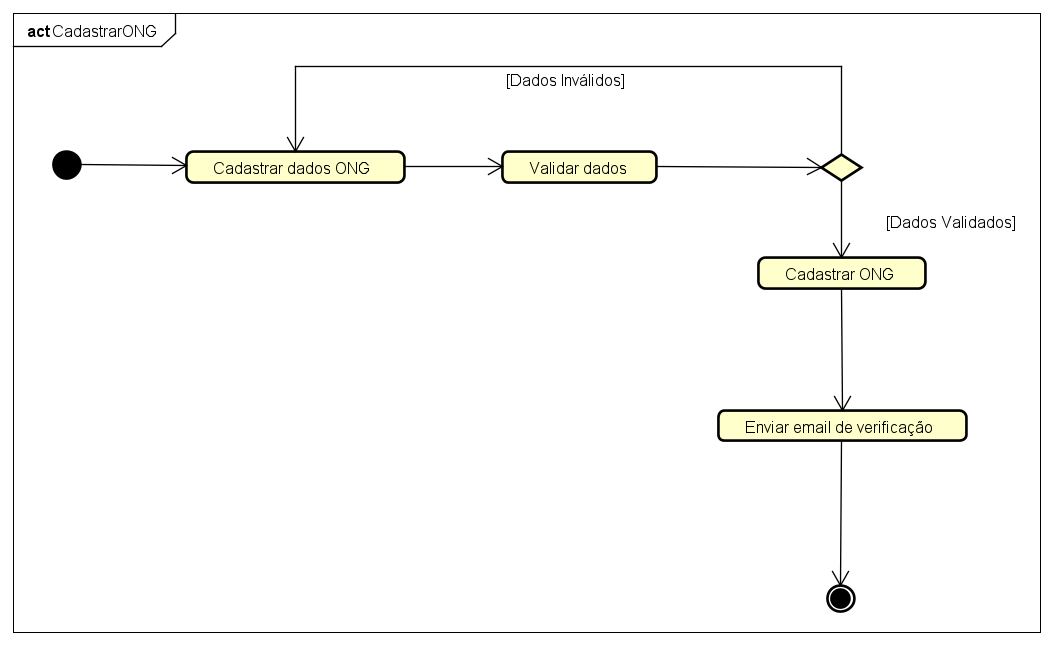 act CadastrarONG
[Dados Inválidos]
Cadastrar dados ONG
Validar dados
[Dados Validados]
Cadastrar ONG
Enviar email de verificação